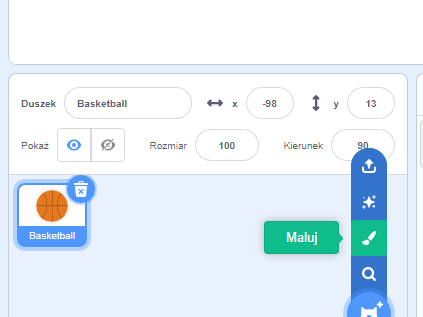 Duszek Basketball x -98 y 13
Pokaż Rozmiar 100 Kierunek 90
Maluj
Basketball